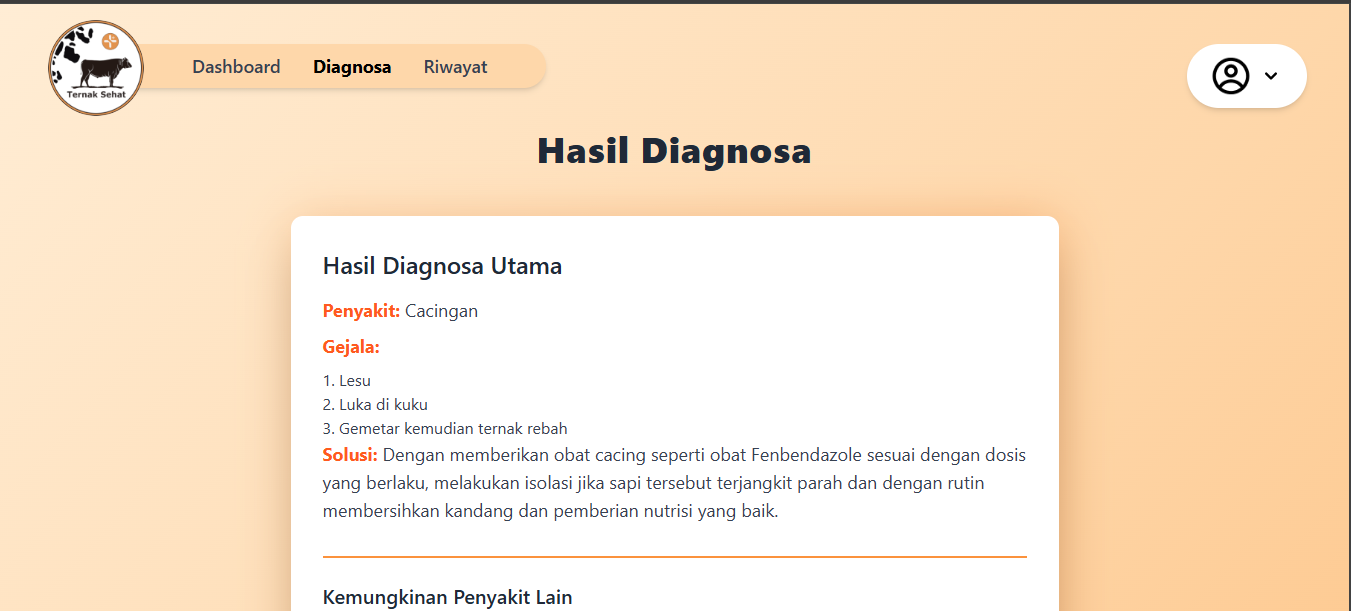 Ternak Sehat
Dashboard Diagnosa Riwayat
Hasil Diagnosa
Hasil Diagnosa Utama
Penyakit: Cacingan
Gejala:
1. Lesu
2. Luka di kuku
3. Gemetar kemudian ternak rebah
Solusi: Dengan memberikan obat cacing seperti obat Fenbendazole sesuai dengan dosis
yang berlaku, melakukan isolasi jika sapi tersebut terjangkit parah dan dengan rutin
membersihkan kandang dan pemberian nutrisi yang baik.
Kemungkinan Penyakit Lain